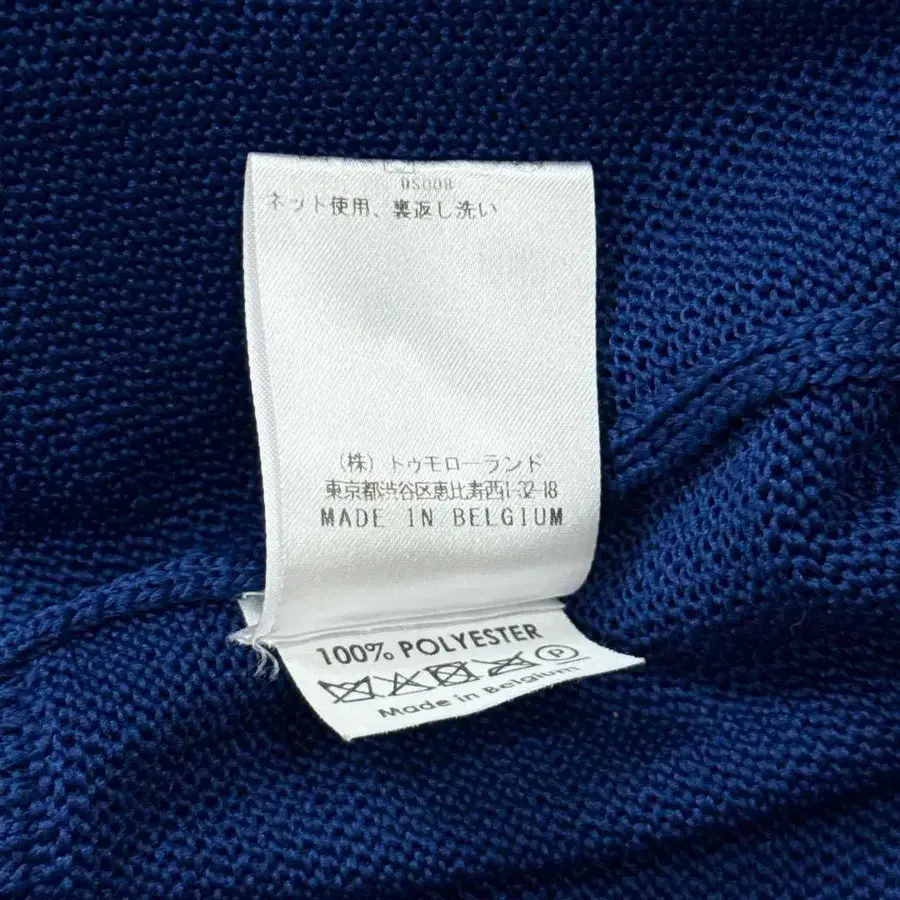 ネット使用、裏返し洗い
(株) トゥモローランド
東京都渋谷区恵比寿西1-32-18
MADE IN BELGIUM
100% POLYESTER
P
Made in Belgium